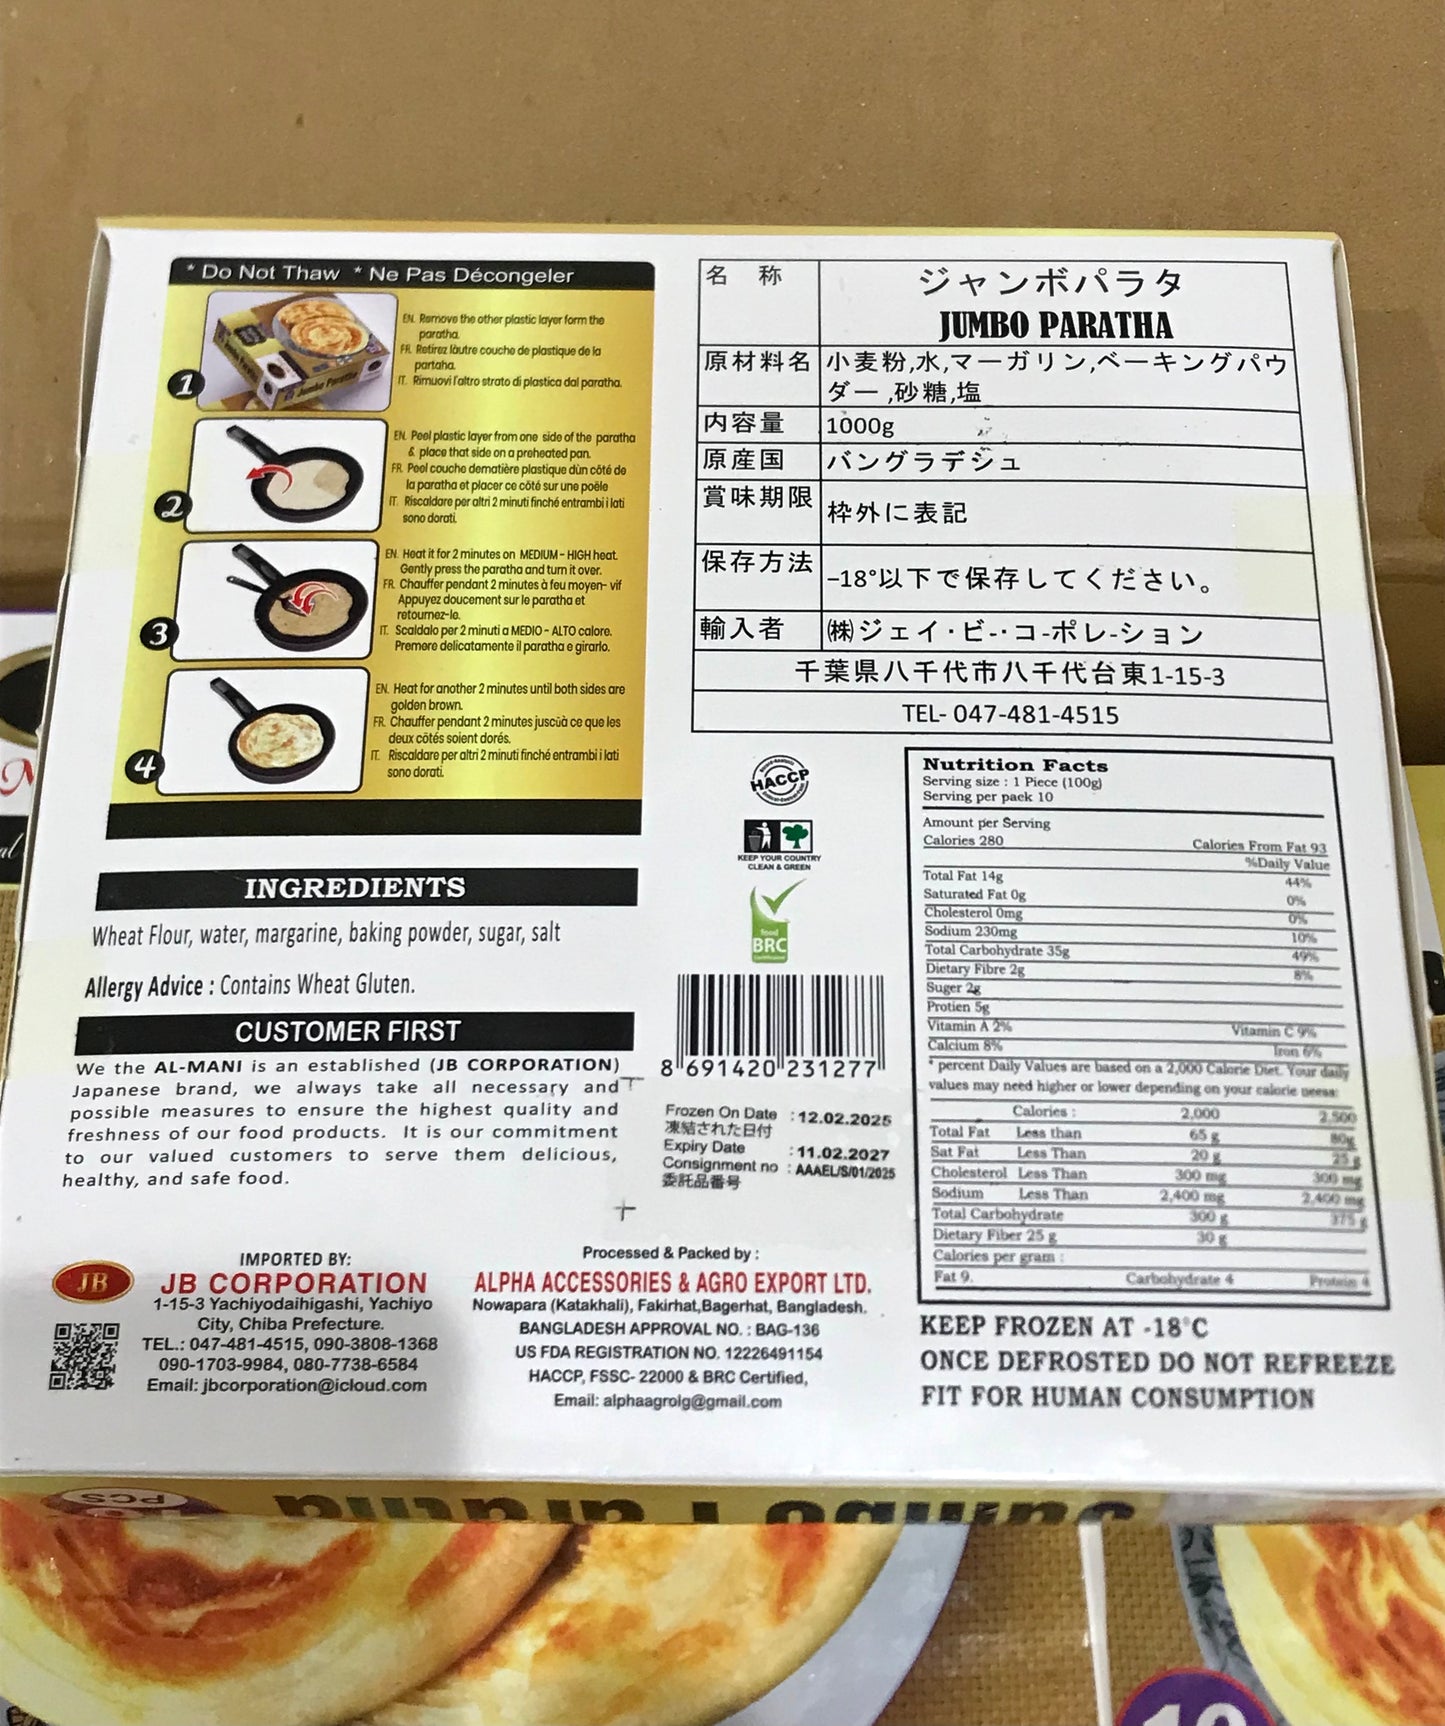 * Do Not Thaw * Ne Pas Décongeler
1
EN. Remove the other plastic layer form the
paratha.
FR. Retirez làutre couche de plastique de la
partaha.
IT. Rimuovi l'altro strato di plastica dal paratha.
2
EN. Peel plastic layer from one side of the paratha
& place that side on a preheated pan.
FR. Peel couche dematière plastique dùn côté de
la paratha et placer ce côté sur une poêle
IT. Riscaldare per altri 2 minuti finché entrambi i lati
sono dorati.
3
EN. Heat it for 2 minutes on MEDIUM - HIGH heat.
Gently press the paratha and turn it over.
FR. Chauffer pendant 2 minutes à feu moyen- vif
Appuyez doucement sur le paratha et
retournez-le.
IT. Scaldalo per 2 minuti a MEDIO - ALTO calore.
Premere delicatamente il paratha e girarlo.
4
EN. Heat for another 2 minutes until both sides are
golden brown.
FR. Chauffer pendant 2 minutes juscùà ce que les
deux côtés soient dorés.
IT. Riscaldare per altri 2 minuti finché entrambi i lati
sono dorati.
INGREDIENTS
Wheat Flour, water, margarine, baking powder, sugar, salt
Allergy Advice : Contains Wheat Gluten.
CUSTOMER FIRST
We the AL-MANI is an established (JB CORPORATION)
Japanese brand, we always take all necessary and
possible measures to ensure the highest quality and
freshness of our food products. It is our commitment
to our valued customers to serve them delicious,
healthy, and safe food.
JB
IMPORTED BY:
JB CORPORATION
1-15-3 Yachiyodaihigashi, Yachiyo
City, Chiba Prefecture.
TEL.: 047-481-4515, 090-3808-1368
090-1703-9984, 080-7738-6584
Email: jbcorporation@icloud.com
名 称 ジャンボパラタ
JUMBO PARATHA
原材料名 小麦粉,水,マーガリン,ベーキングパウ
ダー,砂糖,塩
内容量 1000g
原産国 バングラデシュ
賞味期限 枠外に表記
保存方法 -18°以下で保存してください。
輸入者 ㈱ジェイ・ビ-・コ-ポレ-ション
千葉県八千代市八千代台東1-15-3
TEL- 047-481-4515
HACCP
KEEP YOUR COUNTRY
CLEAN & GREEN
food
BRC
8 691420 231277
Frozen On Date : 12.02.2025
凍結された日付
Expiry Date : 11.02.2027
Consignment no : AAAEL/S/01/2025
委託品番号
Processed & Packed by :
ALPHA ACCESSORIES & AGRO EXPORT LTD.
Nowapara (Katakhali), Fakirhat,Bagerhat, Bangladesh.
BANGLADESH APPROVAL NO. : BAG-136
US FDA REGISTRATION NO. 12226491154
HACCP, FSSC- 22000 & BRC Certified,
Email: alphaagrolg@gmail.com
Nutrition Facts
Serving size : 1 Piece (100g)
Serving per pack 10
Amount per Serving
Calories 280 Calories From Fat 93
%Daily Value
Total Fat 14g 44%
Saturated Fat 0g 0%
Cholesterol 0mg 0%
Sodium 230mg 10%
Total Carbohydrate 35g 49%
Dietary Fibre 2g 8%
Suger 2g
Protien 5g
Vitamin A 2% Vitamin C 9%
Calcium 8% Iron 6%
* percent Daily Values are based on a 2,000 Calorie Diet. Your daily
values may need higher or lower depending on your calorie
Calories : 2,000 2,500
Total Fat Less than 65 g 80g
Sat Fat Less Than 20 g 25 g
Cholesterol Less Than 300 mg 300 mg
Sodium Less Than 2,400 mg 2,400 mg
Total Carbohydrate 300 g 375 g
Dietary Fiber 25 g 30 g
Calories per gram :
Fat 9. Carbohydrate 4 Protein 4
KEEP FROZEN AT -18°C
ONCE DEFROSTED DO NOT REFREEZE
FIT FOR HUMAN CONSUMPTION
PCS
Jumbo Paratha
10